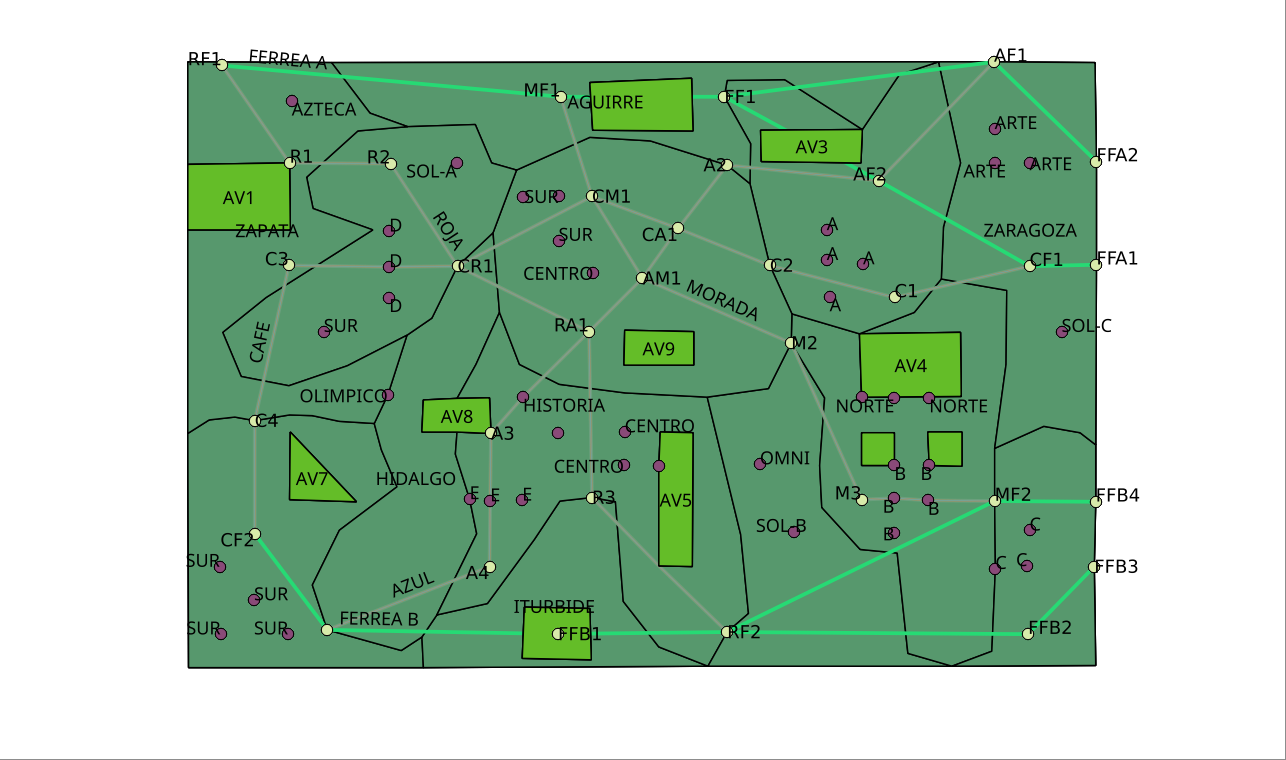 RF1
FERREA A
AF1
MF1
AGUIRRE
FF1
AZTECA
ARTE
R1
R2
SOL-A
A2
AV3
AF2
ARTE
ARTE
FFA2
AV1
SUR
CM1
ZAPATA
D
ROJA
SUR
CA1
A
ZARAGOZA
C3
D
CR1
CENTRO
AM1
C2
A
A
CF1
FFA1
D
MORADA
A
C1
SUR
CAFE
RA1
AV9
M2
SOL-C
AV4
OLIMPICO
HISTORIA
NORTE
NORTE
C4
AV8
A3
CENTRO
AV7
HIDALGO
CENTRO
OMNI
B
B
E
E
E
R3
AV5
M3
B
B
MF2
FFB4
CF2
SOL-B
B
C
SUR
A4
C
C
FFB3
SUR
AZUL
ITURBIDE
SUR
SUR
FERREA B
FFB1
RF2
FFB2